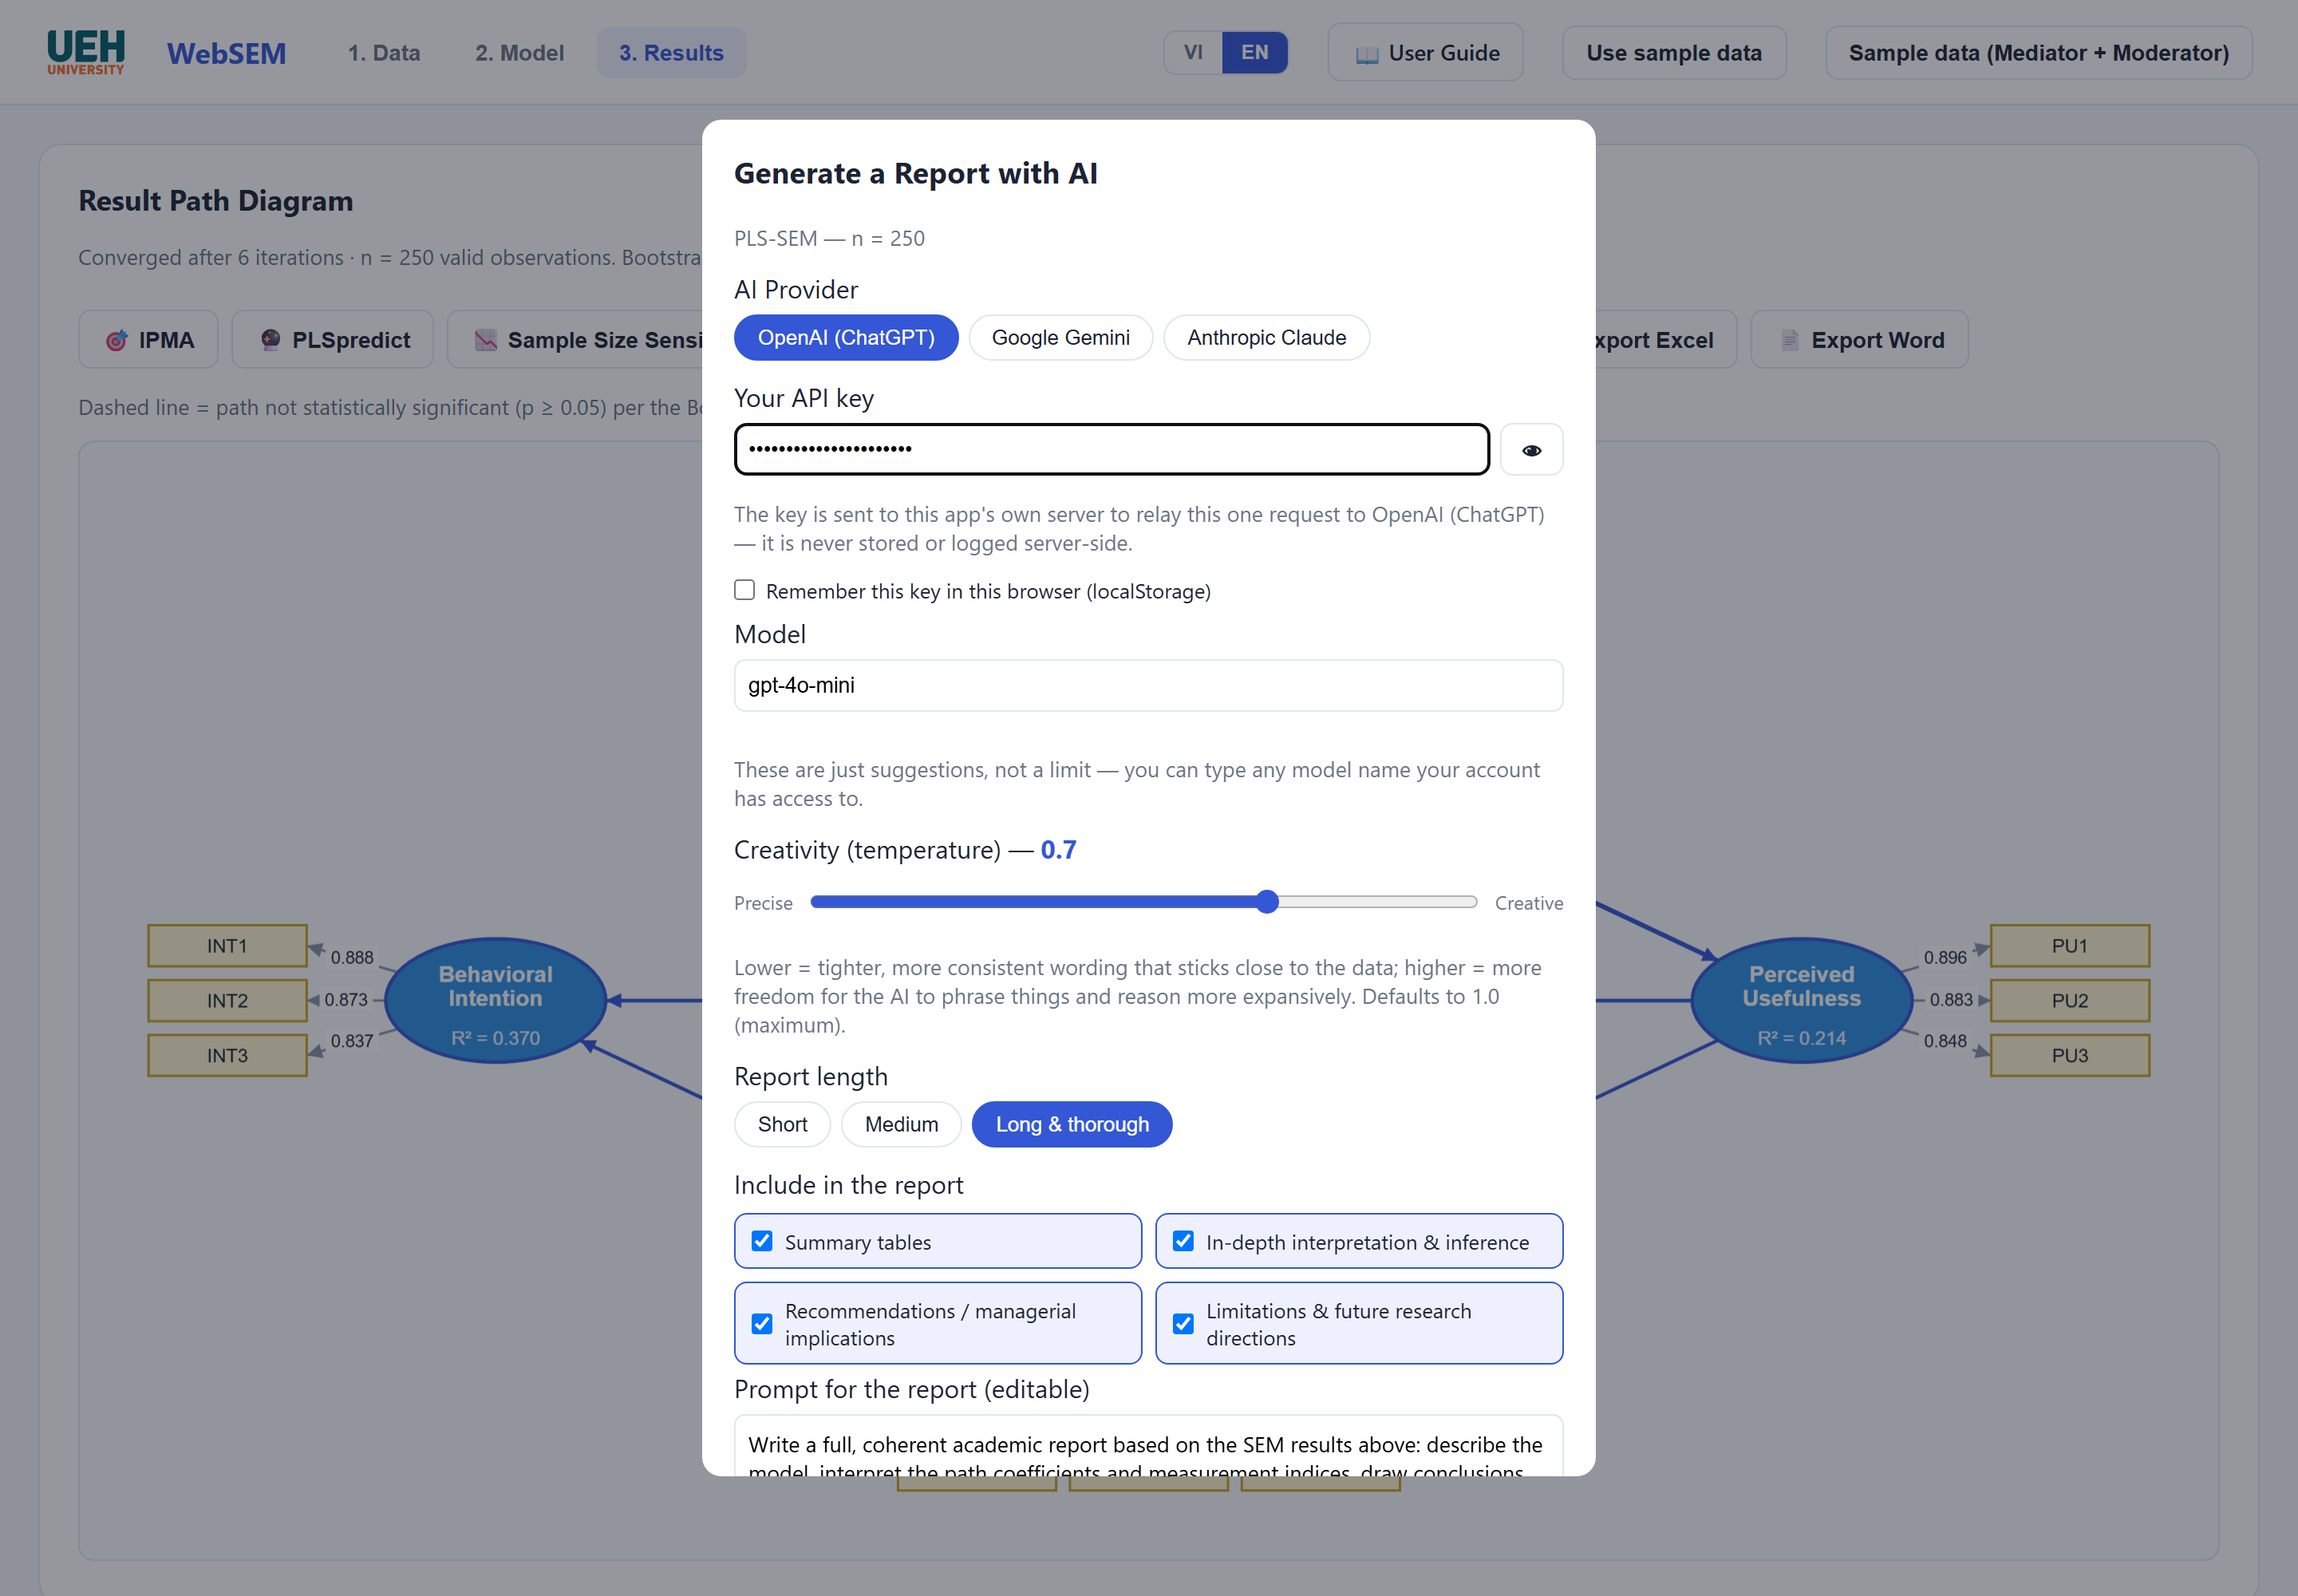 UEH
UNIVERSITY
WebSEM
1. Data
2. Model
3. Results
VI
EN
User Guide
Use sample data
Sample data (Mediator + Moderator)
Result Path Diagram
Converged after 6 iterations · n = 250 valid observations.
IPMA
PLSpredict
Sample Size
Export Word
Excel
Dashed line = path not statistically significant (p ≥ 0.05) per the
Generate a Report with AI
PLS-SEM — n = 250
AI Provider
OpenAI (ChatGPT)
Google Gemini
Anthropic Claude
Your API key
••••••••••••••••••••••
The key is sent to this app's own server to relay this one request to OpenAI (ChatGPT)
— it is never stored or logged server-side.
Remember this key in this browser (localStorage)
Model
gpt-4o-mini
These are just suggestions, not a limit — you can type any model name your account
has access to.
Creativity (temperature) — 0.7
Precise
Creative
Lower = tighter, more consistent wording that sticks close to the data; higher = more
freedom for the AI to phrase things and reason more expansively. Defaults to 1.0
(maximum).
Report length
Short
Medium
Long & thorough
Include in the report
Summary tables
In-depth interpretation & inference
Recommendations / managerial
implications
Limitations & future research
directions
Prompt for the report (editable)
Write a full, coherent academic report based on the SEM results above: describe the
model, interpret the path coefficients and measurement indices, draw conclusions
INT1
INT2
INT3
0.888
0.873
0.837
Behavioral
Intention
R² = 0.370
Perceived
Usefulness
R² = 0.214
0.896
0.883
0.848
PU1
PU2
PU3